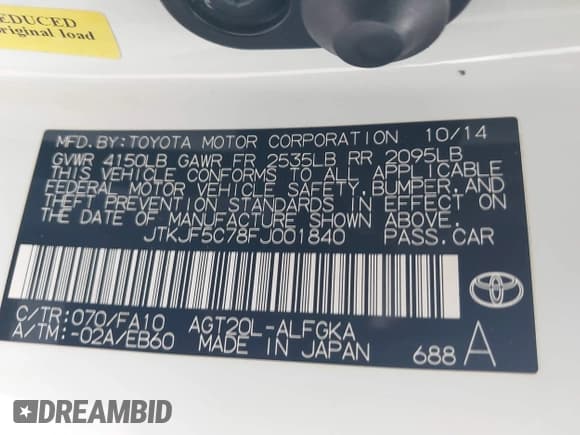 EDUCED
original load
MFD. BY: TOYOTA MOTOR CORPORATION 10/14
GVWR 4150LB GAWR FR 2535LB RR 2095LB
THIS VEHICLE CONFORMS TO ALL APPLICABLE
FEDERAL MOTOR VEHICLE SAFETY, BUMPER, AND
THEFT PREVENTION STANDARDS IN EFFECT ON
THE DATE OF MANUFACTURE SHOWN ABOVE.
JTKJF5C78FJ001840 PASS. CAR
C/TR: 070/FA10 AGT20L-ALFGKA
A/TM: -02A/EB60 MADE IN JAPAN 688 A
DREAMBID